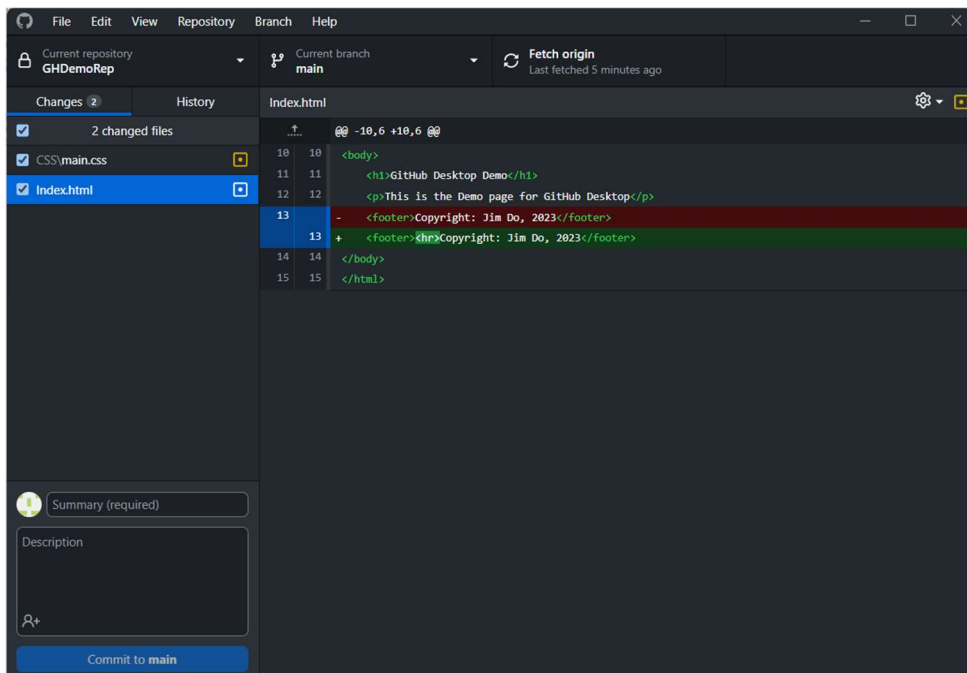 File Edit View Repository Branch Help
Current repository
GHDemoRep
Current branch
main
Fetch origin
Last fetched 5 minutes ago
Changes 2 History
2 changed files
CSS\main.css
Index.html
Index.html
@@ -10,6 +10,6 @@
10 10 <body>
11 11 <h1>GitHub Desktop Demo</h1>
12 12 <p>This is the Demo page for GitHub Desktop</p>
13 - <footer>Copyright: Jim Do, 2023</footer>
13 + <footer><hr>Copyright: Jim Do, 2023</footer>
14 14 </body>
15 15 </html>
Summary (required)
Description
Commit to main